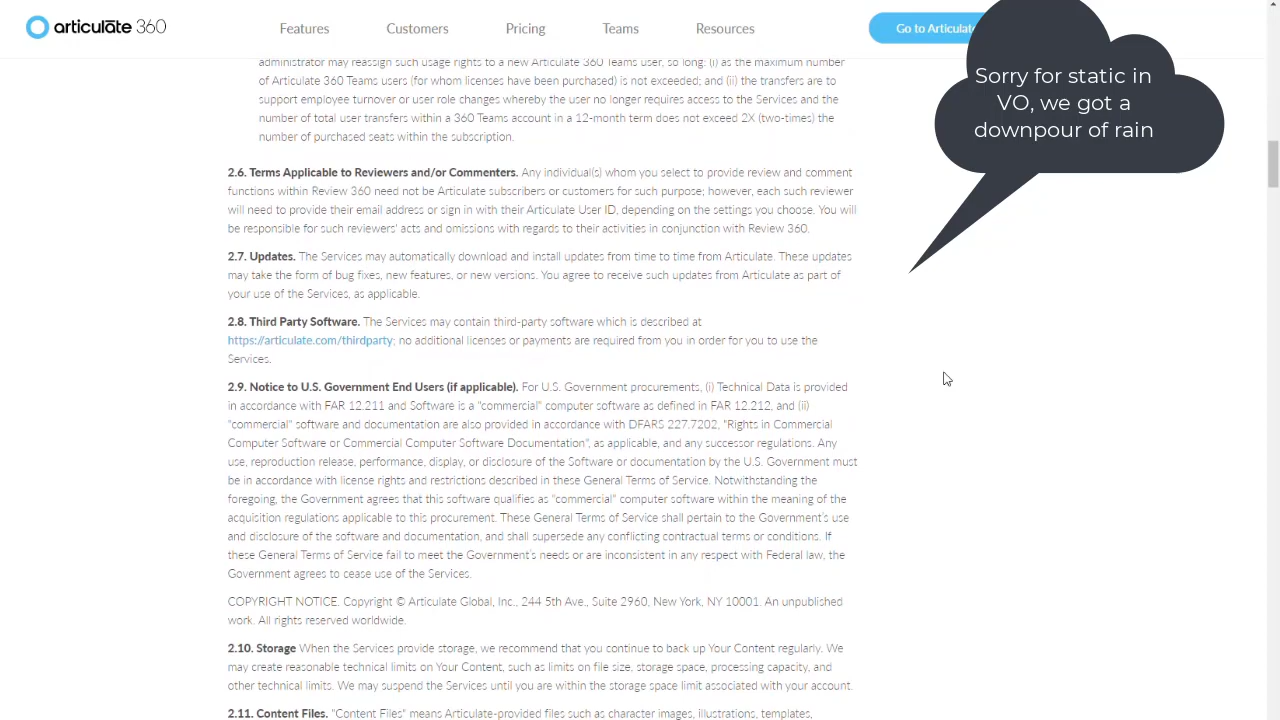 articulate 360
Features
Customers
Pricing
Teams
Resources
Go to Articulate
Sorry for static in
VO, we got a
downpour of rain
administrator may reassign such usage rights to a new Articulate 360 Teams user, so long: (i) as the maximum number
of Articulate 360 Teams users (for whom licenses have been purchased) is not exceeded; and (ii) the transfers are to
support employee turnover or user role changes whereby the user no longer requires access to the Services and the
number of total user transfers within a 360 Teams account in a 12-month term does not exceed 2X (two-times) the
number of purchased seats within the subscription.
2.6. Terms Applicable to Reviewers and/or Commenters. Any individual(s) whom you select to provide review and comment
functions within Review 360 need not be Articulate subscribers or customers for such purpose; however, each such reviewer
will need to provide their email address or sign in with their Articulate User ID, depending on the settings you choose. You will
be responsible for such reviewers' acts and omissions with regards to their activities in conjunction with Review 360.
2.7. Updates. The Services may automatically download and install updates from time to time from Articulate. These updates
may take the form of bug fixes, new features, or new versions. You agree to receive such updates from Articulate as part of
your use of the Services, as applicable.
2.8. Third Party Software. The Services may contain third-party software which is described at
https://articulate.com/thirdparty; no additional licenses or payments are required from you in order for you to use the
Services.
2.9. Notice to U.S. Government End Users (if applicable). For U.S. Government procurements, (i) Technical Data is provided
in accordance with FAR 12.211 and Software is a "commercial" computer software as defined in FAR 12.212, and (ii)
"commercial" software and documentation are also provided in accordance with DFARS 227.7202, "Rights in Commercial
Computer Software or Commercial Computer Software Documentation", as applicable, and any successor regulations. Any
use, reproduction release, performance, display, or disclosure of the Software or documentation by the U.S. Government must
be in accordance with license rights and restrictions described in these General Terms of Service. Notwithstanding the
foregoing, the Government agrees that this software qualifies as "commercial" computer software within the meaning of the
acquisition regulations applicable to this procurement. These General Terms of Service shall pertain to the Government's use
and disclosure of the software and documentation, and shall supersede any conflicting contractual terms or conditions. If
these General Terms of Service fail to meet the Government's needs or are inconsistent in any respect with Federal law, the
Government agrees to cease use of the Services.
COPYRIGHT NOTICE. Copyright © Articulate Global, Inc., 244 5th Ave., Suite 2960, New York, NY 10001. An unpublished
work. All rights reserved worldwide.
2.10. Storage When the Services provide storage, we recommend that you continue to back up Your Content regularly. We
may create reasonable technical limits on Your Content, such as limits on file size, storage space, processing capacity, and
other technical limits. We may suspend the Services until you are within the storage space limit associated with your account.
2.11. Content Files. "Content Files" means Articulate-provided files such as character images, illustrations, templates,